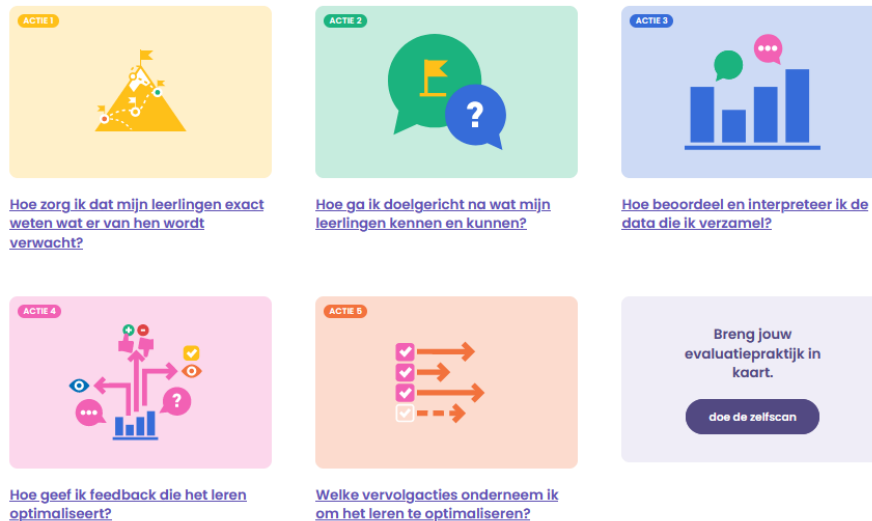 ACTIE 1
Hoe zorg ik dat mijn leerlingen exact
weten wat er van hen wordt
verwacht?
ACTIE 2
?
Hoe ga ik doelgericht na wat mijn
leerlingen kennen en kunnen?
ACTIE 3
Hoe beoordeel en interpreteer ik de
data die ik verzamel?
ACTIE 4
+ -
?
Hoe geef ik feedback die het leren
optimaliseert?
ACTIE 5
Welke vervolgacties onderneem ik
om het leren te optimaliseren?
Breng jouw
evaluatiepraktijk in
kaart.
doe de zelfscan